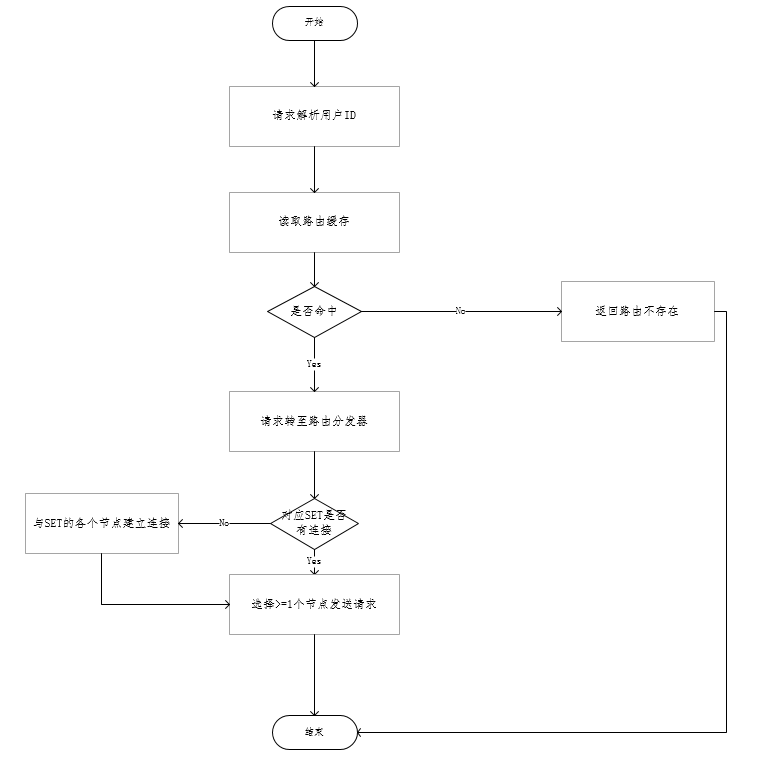 开始
请求解析用户ID
读取路由缓存
是否命中
No
返回路由不存在
Yes
请求转至路由分发器
对应SET是否
有连接
No
与SET的各个节点建立连接
Yes
选择>=1个节点发送请求
结束